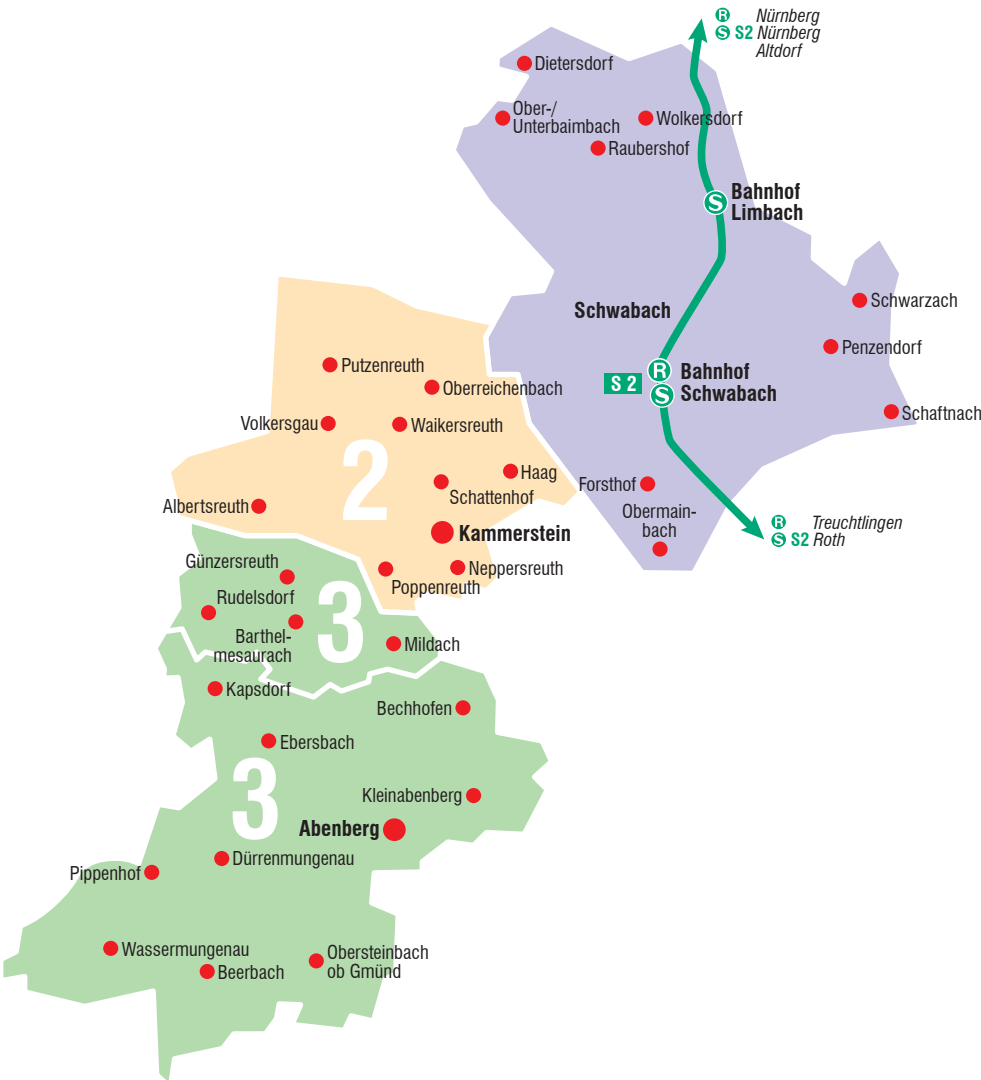 R Nürnberg
S S2 Nürnberg
Altdorf
Dietersdorf
Ober-/
Unterbaimbach
Wolkersdorf
Raubershof
S Bahnhof
Limbach
Schwabach
Schwarzach
Penzendorf
S 2
R Bahnhof
S Schwabach
Schaftnach
Forsthof
Obermain-
bach
R Treuchtlingen
S S2 Roth
Putzenreuth
Oberreichenbach
Volkersgau
Waikersreuth
2
Haag
Schattenhof
Albertsreuth
Kammerstein
Neppersreuth
Poppenreuth
Günzersreuth
Rudelsdorf
3
Barthel-
mesaurach
Mildach
Kapsdorf
Bechhofen
Ebersbach
3
Kleinabenberg
Abenberg
Dürrenmungenau
Pippenhof
Wassermungenau
Beerbach
Obersteinbach
ob Gmünd